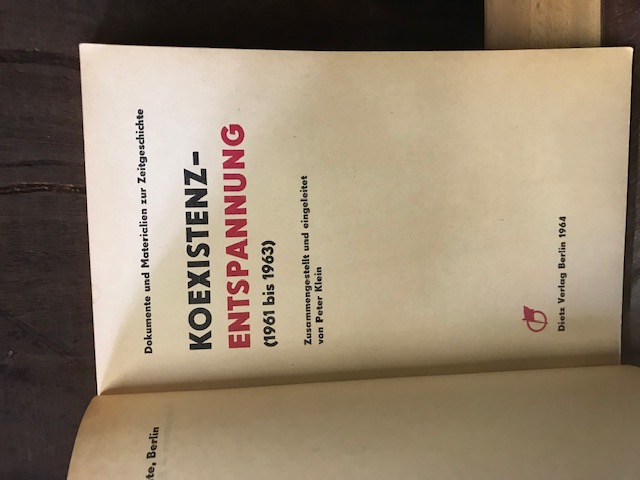 Dokumente und Materialien zur Zeitgeschichte
KOEXISTENZ–
ENTSPANNUNG
(1961 bis 1963)
Zusammengestellt und eingeleitet
von Peter Klein
Dietz Verlag Berlin 1964
Berlin